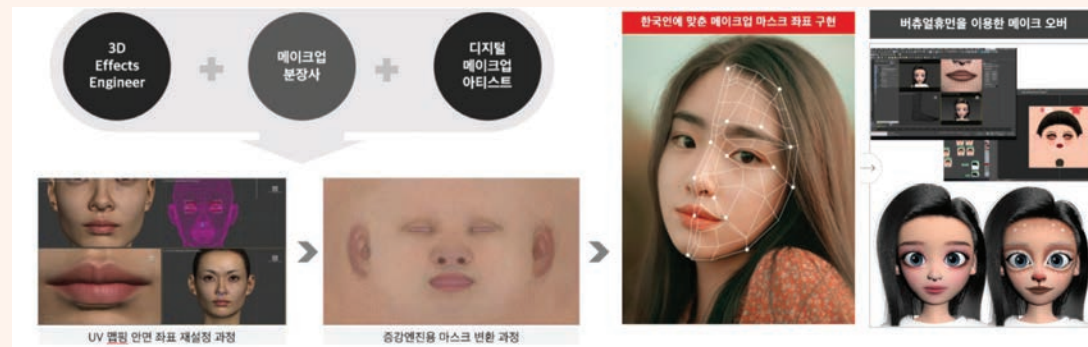 3D
Effects
Engineer
메이크업
분장사
디지털
메이크업
아티스트
UV 맵핑 안면 좌표 재설정 과정
증강엔진용 마스크 변환 과정
한국인에 맞춘 메이크업 마스크 좌표 구현
버츄얼휴먼을 이용한 메이크 오버